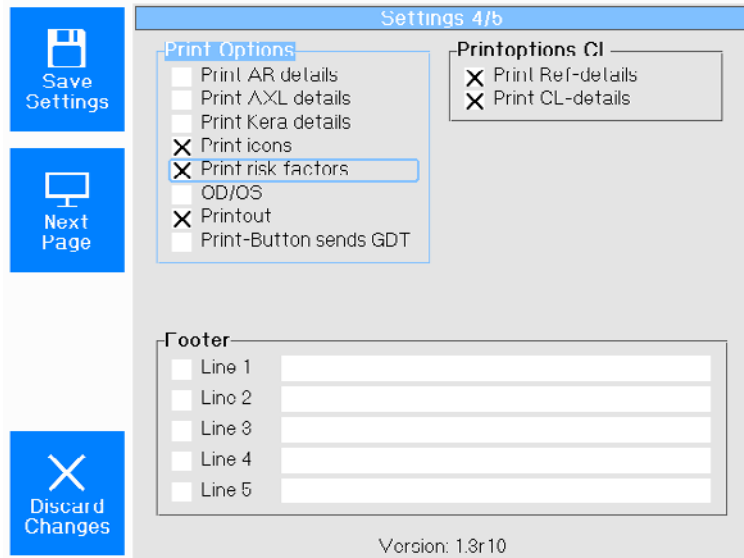 Settings 4/5
Save
Settings
Next
Page
Discard
Changes
Print Options
Print AR details
Print AXL details
Print Kera details
Print icons
Print risk factors
OD/OS
Printout
Print-Button sends GDT
Printoptions CL
Print Ref-details
Print CL-details
Footer
Line 1
Line 2
Line 3
Line 4
Line 5
Version: 1.3r10